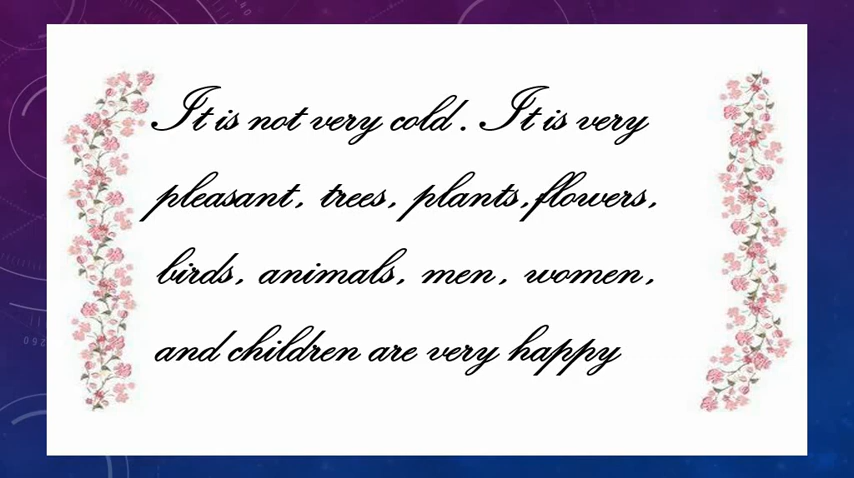 It is not very cold. It is very
pleasant, trees, plants, flowers,
birds, animals, men, women,
and children are very happy